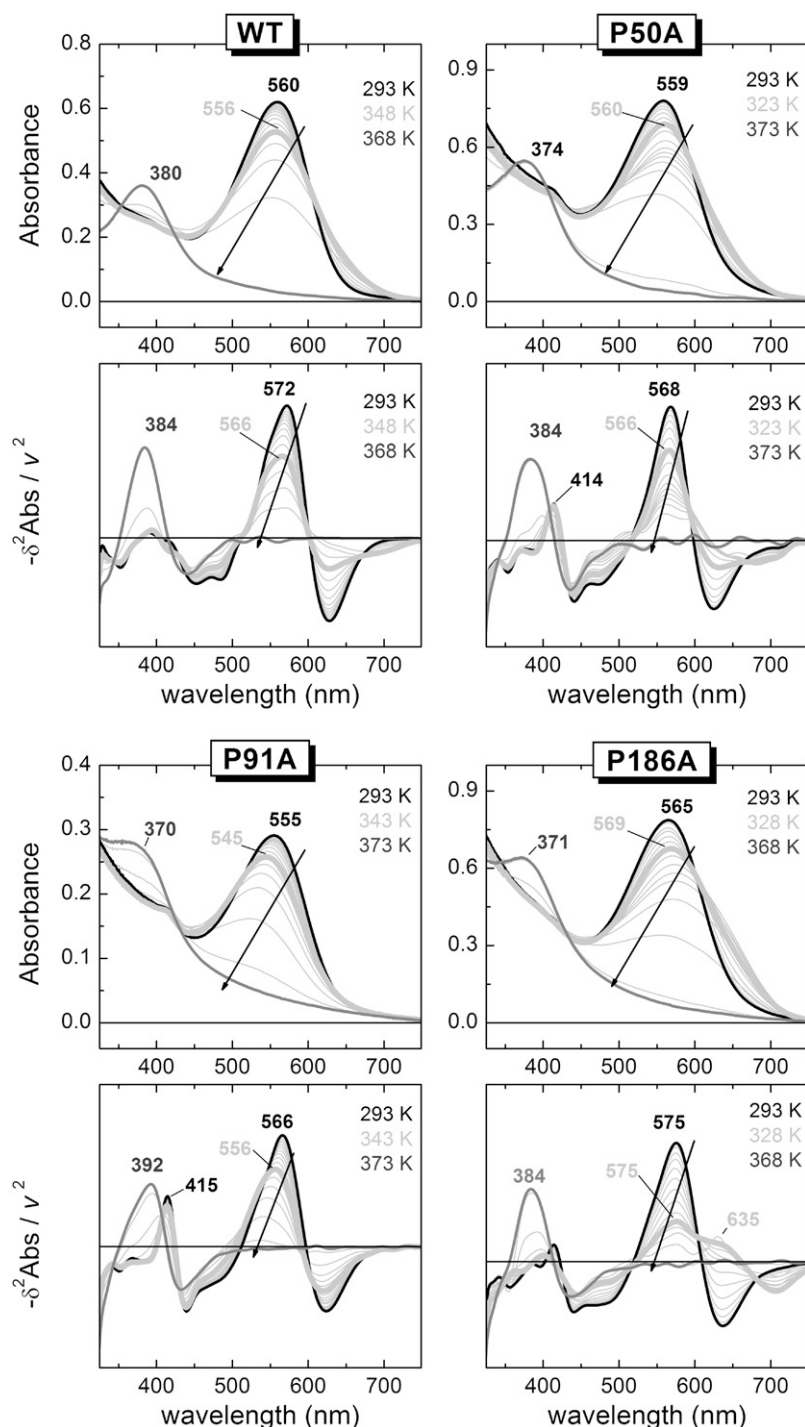 WT
P50A
0.8
0.6
0.4
0.2
0.0
Absorbance
560
556
380
293 K
348 K
368 K
400 500 600 700
0.9
0.6
0.3
0.0
559
560
374
293 K
323 K
373 K
400 500 600 700
-δ²Abs / ν²
572
566
384
293 K
348 K
368 K
400 500 600 700
wavelength (nm)
568
566
384
414
293 K
323 K
373 K
400 500 600 700
wavelength (nm)
P91A
P186A
0.4
0.3
0.2
0.1
0.0
Absorbance
555
545
370
293 K
343 K
373 K
400 500 600 700
0.9
0.6
0.3
0.0
565
569
371
293 K
328 K
368 K
400 500 600 700
-δ²Abs / ν²
566
556
392
415
293 K
343 K
373 K
400 500 600 700
wavelength (nm)
575
575
384
635
293 K
328 K
368 K
400 500 600 700
wavelength (nm)